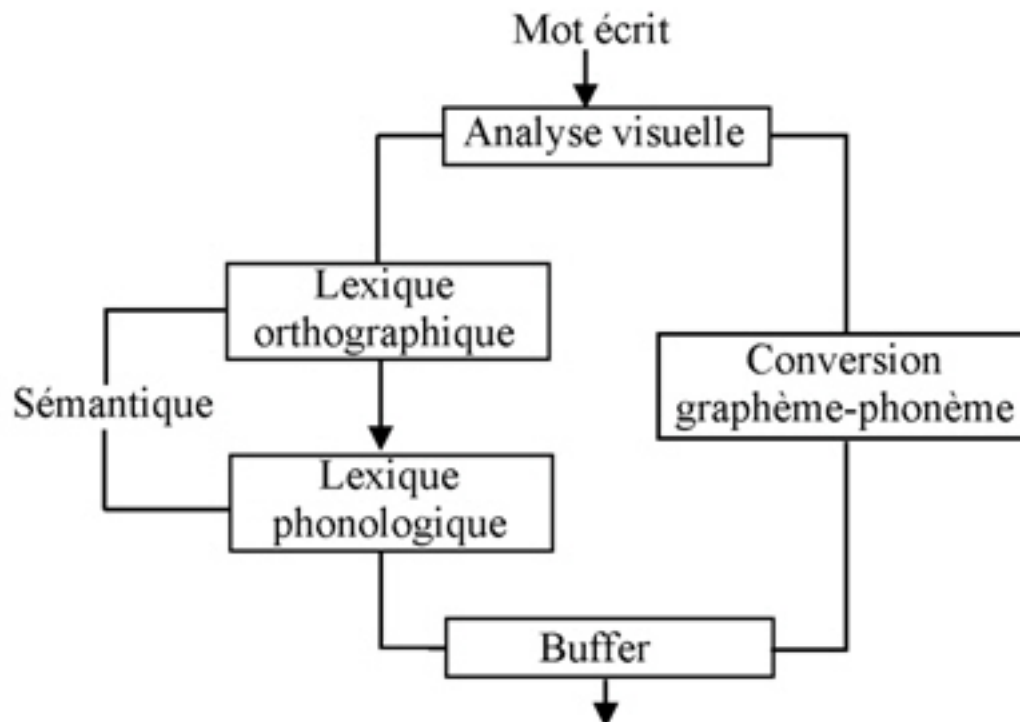 Mot écrit
Analyse visuelle
Lexique
orthographique
Conversion
graphème-phonème
Sémantique
Lexique
phonologique
Buffer